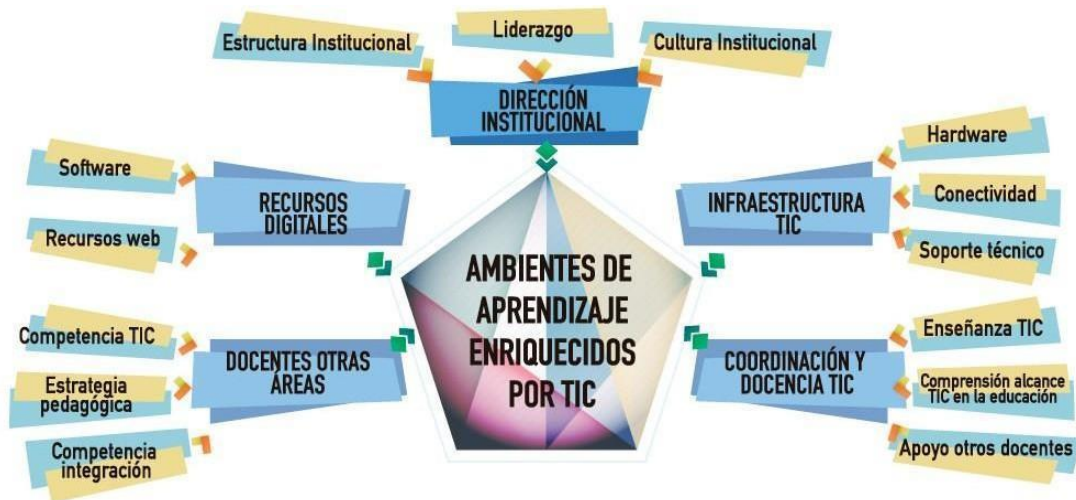 Estructura Institucional
Liderazgo
Cultura Institucional
DIRECCIÓN
INSTITUCIONAL
Software
Recursos web
RECURSOS
DIGITALES
Hardware
Conectividad
Soporte técnico
INFRAESTRUCTURA
TIC
AMBIENTES DE
APRENDIZAJE
ENRIQUECIDOS
POR TIC
Competencia TIC
Estrategia
pedagógica
Competencia
integración
DOCENTES OTRAS
ÁREAS
Enseñanza TIC
Comprensión alcance
TIC en la educación
Apoyo otros docentes
COORDINACIÓN Y
DOCENCIA TIC